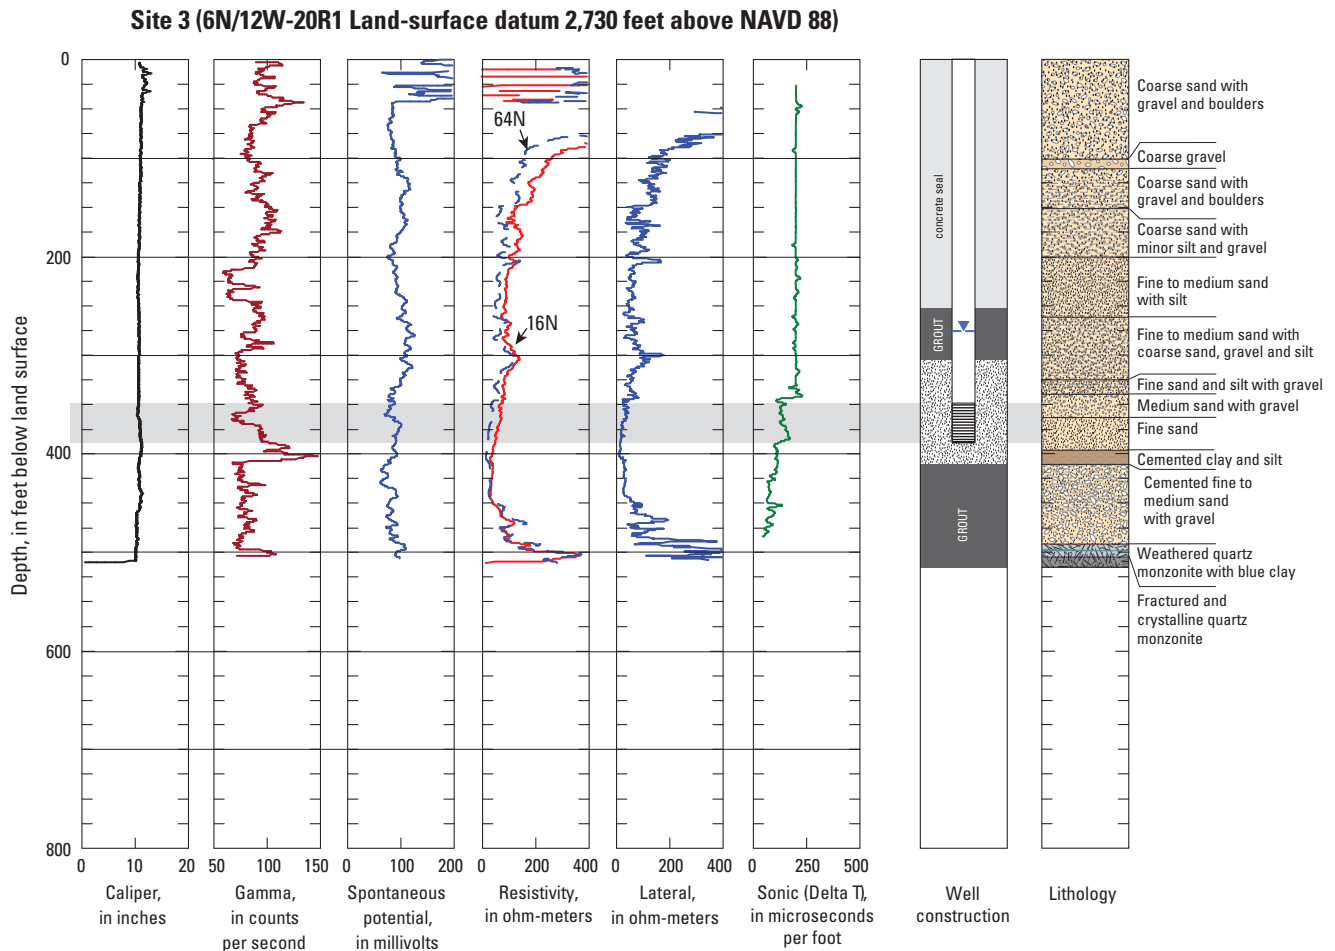 Site 3 (6N/12W-20R1 Land-surface datum 2,730 feet above NAVD 88)
Depth, in feet below land surface
0
200
400
600
800
64N
16N
concrete seal
GROUT
GROUT
Coarse sand with
gravel and boulders
Coarse gravel
Coarse sand with
gravel and boulders
Coarse sand with
minor silt and gravel
Fine to medium sand
with silt
Fine to medium sand with
coarse sand, gravel and silt
Fine sand and silt with gravel
Medium sand with gravel
Fine sand
Cemented clay and silt
Cemented fine to
medium sand
with gravel
Weathered quartz
monzonite with blue clay
Fractured and
crystalline quartz
monzonite
0 10 20
50 100 150
0 100 200
0 200 400
0 200 400
0 250 500
Caliper,
in inches
Gamma,
in counts
per second
Spontaneous
potential,
in millivolts
Resistivity,
in ohm-meters
Lateral,
in ohm-meters
Sonic (Delta T),
in microseconds
per foot
Well
construction
Lithology